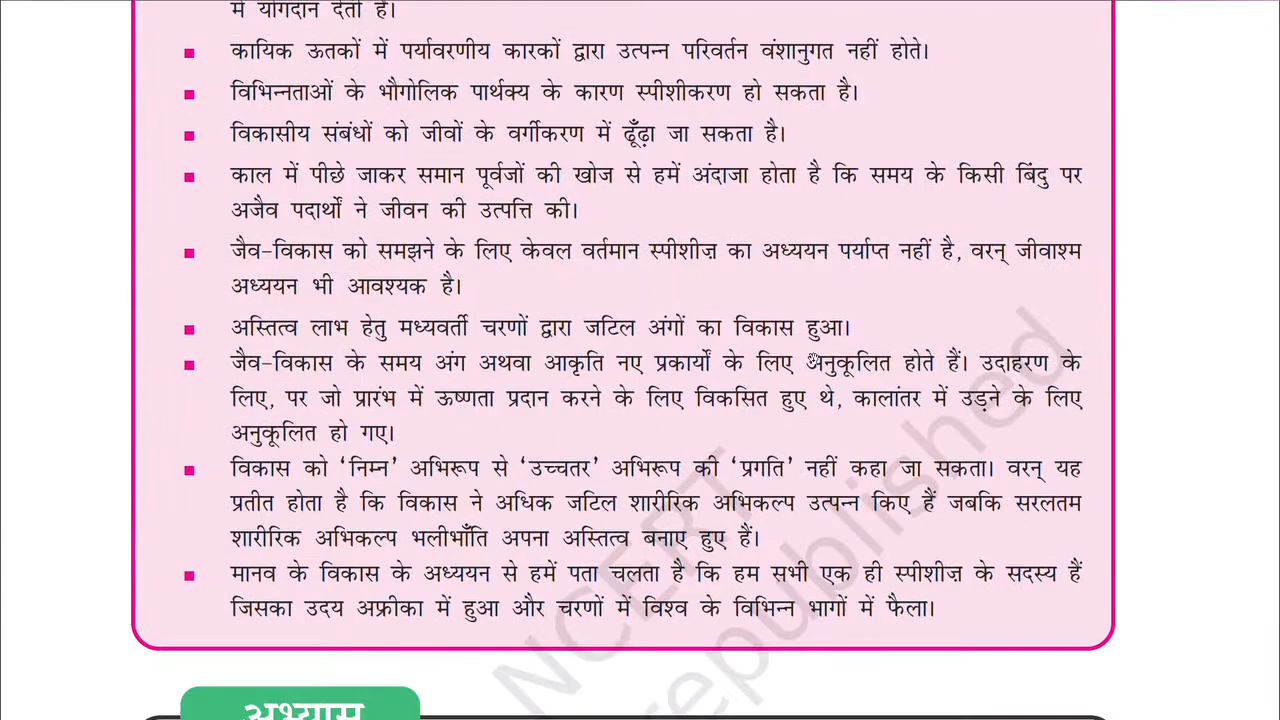 में योगदान देती हैं।
कायिक ऊतकों में पर्यावरणीय कारकों द्वारा उत्पन्न परिवर्तन वंशानुगत नहीं होते।
विभिन्नताओं के भौगोलिक पार्थक्य के कारण स्पीशीकरण हो सकता है।
विकासीय संबंधों को जीवों के वर्गीकरण में ढूँढ़ा जा सकता है।
काल में पीछे जाकर समान पूर्वजों की खोज से हमें अंदाजा होता है कि समय के किसी बिंदु पर
अजैव पदार्थों ने जीवन की उत्पत्ति की।
जैव-विकास को समझने के लिए केवल वर्तमान स्पीशीज़ का अध्ययन पर्याप्त नहीं है, वरन् जीवाश्म
अध्ययन भी आवश्यक है।
अस्तित्व लाभ हेतु मध्यवर्ती चरणों द्वारा जटिल अंगों का विकास हुआ।
जैव-विकास के समय अंग अथवा आकृति नए प्रकार्यों के लिए अनुकूलित होते हैं। उदाहरण के
लिए, पर जो प्रारंभ में ऊष्णता प्रदान करने के लिए विकसित हुए थे, कालांतर में उड़ने के लिए
अनुकूलित हो गए।
विकास को ‘निम्न’ अभिरूप से ‘उच्चतर’ अभिरूप की ‘प्रगति’ नहीं कहा जा सकता। वरन् यह
प्रतीत होता है कि विकास ने अधिक जटिल शारीरिक अभिकल्प उत्पन्न किए हैं जबकि सरलतम
शारीरिक अभिकल्प भलीभाँति अपना अस्तित्व बनाए हुए हैं।
मानव के विकास के अध्ययन से हमें पता चलता है कि हम सभी एक ही स्पीशीज़ के सदस्य हैं
जिसका उदय अफ्रीका में हुआ और चरणों में विश्व के विभिन्न भागों में फैला।
NCERT
republished
अभ्यास